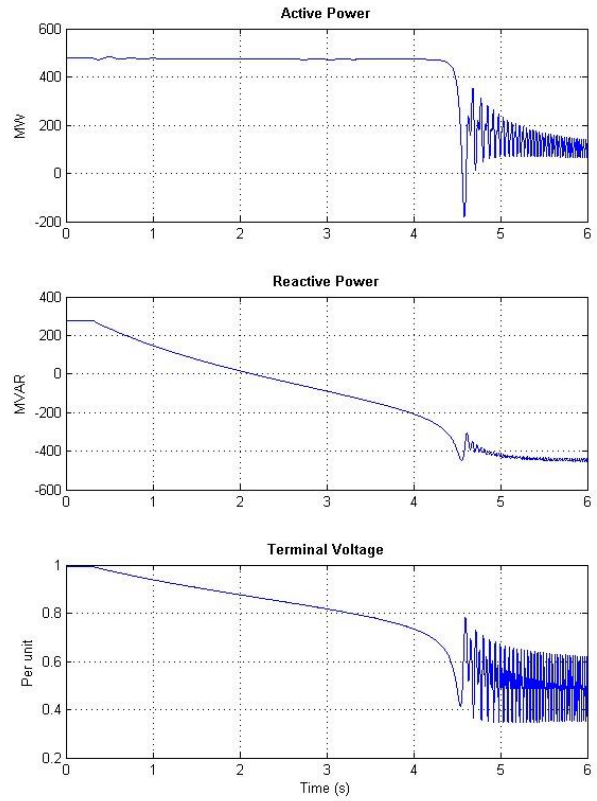 Active Power
600
400
200
0
-200
MW
0 1 2 3 4 5 6
Reactive Power
400
200
0
-200
-400
-600
MVAR
0 1 2 3 4 5 6
Terminal Voltage
1
0.8
0.6
0.4
0.2
Per unit
0 1 2 3 4 5 6
Time (s)